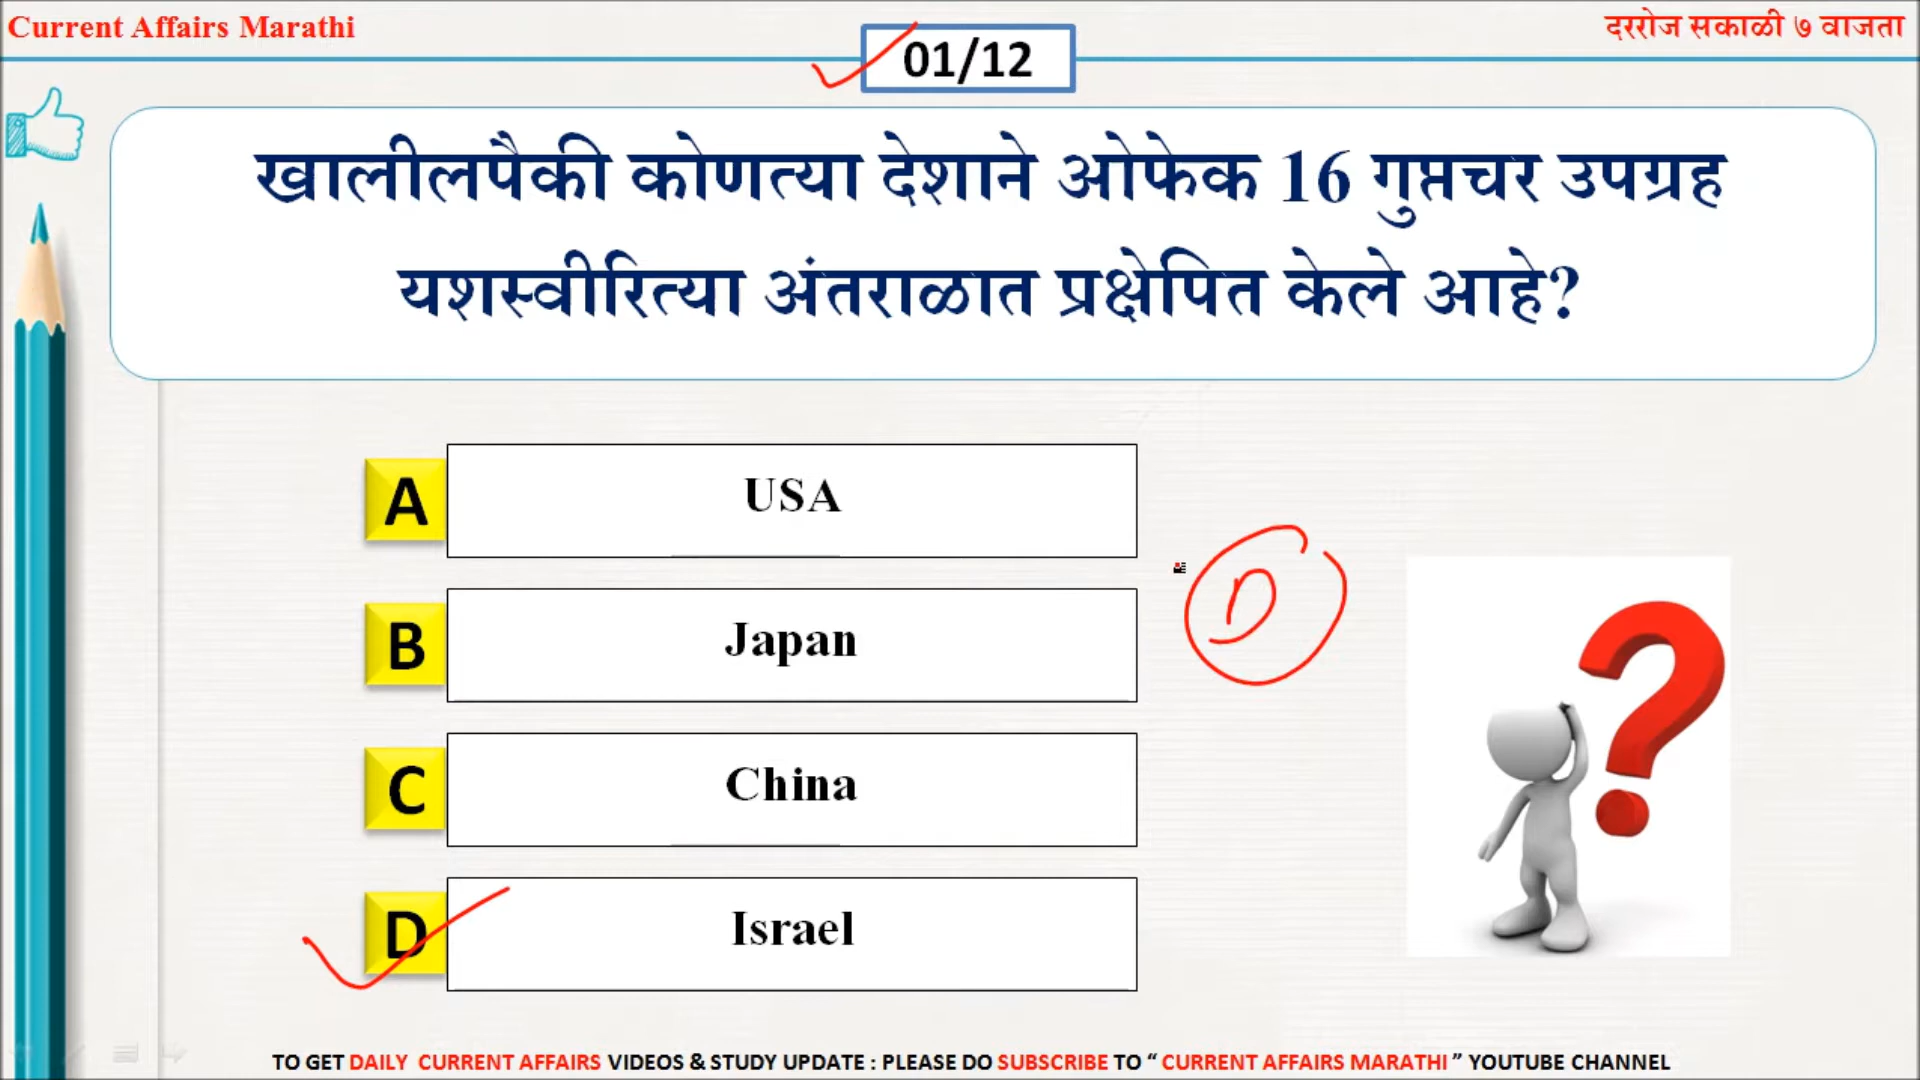 Current Affairs Marathi
दररोज सकाळी ७ वाजता
01/12
खालीलपैकी कोणत्या देशाने ओफेक 16 गुप्तचर उपग्रह
यशस्वीरित्या अंतराळात प्रक्षेपित केले आहे?
A USA
B Japan
D
C China
D Israel
TO GET DAILY CURRENT AFFAIRS VIDEOS & STUDY UPDATE : PLEASE DO SUBSCRIBE TO “ CURRENT AFFAIRS MARATHI ” YOUTUBE CHANNEL